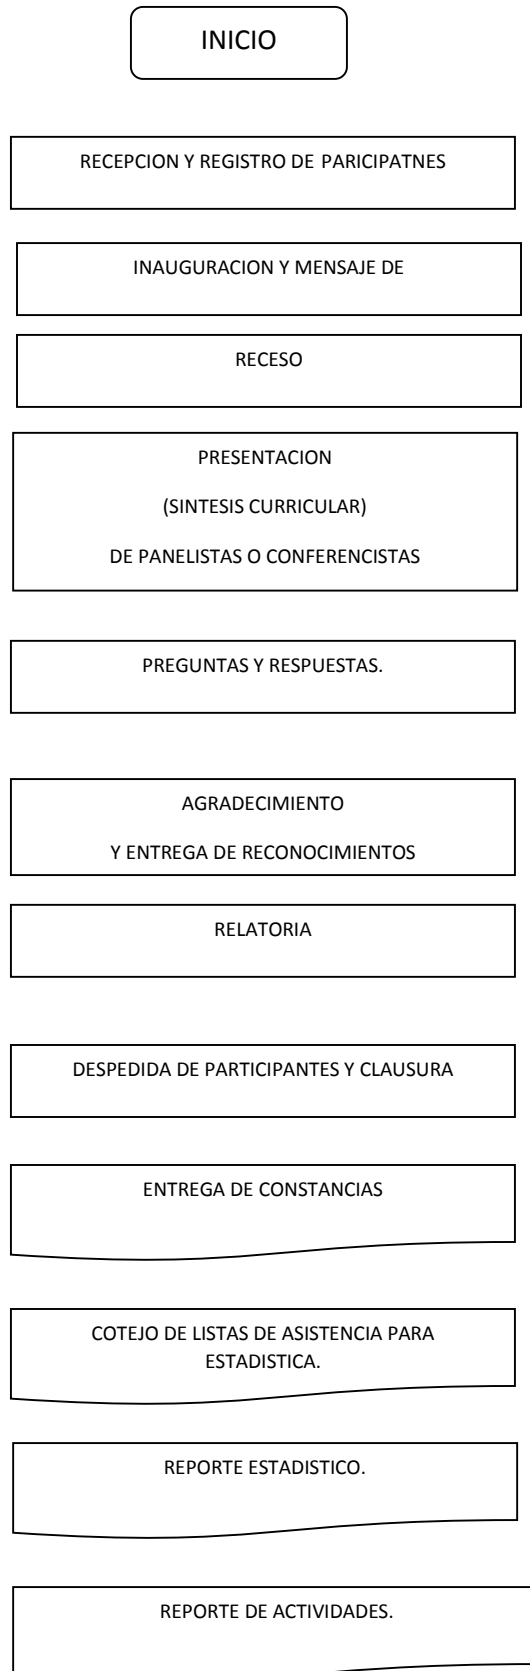 INICIO
RECEPCION Y REGISTRO DE PARICIPATNES
INAUGURACION Y MENSAJE DE
RECESO
PRESENTACION
(SINTESIS CURRICULAR)
DE PANELISTAS O CONFERENCISTAS
PREGUNTAS Y RESPUESTAS.
AGRADECIMIENTO
Y ENTREGA DE RECONOCIMIENTOS
RELATORIA
DESPEDIDA DE PARTICIPANTES Y CLAUSURA
ENTREGA DE CONSTANCIAS
COTEJO DE LISTAS DE ASISTENCIA PARA
ESTADISTICA.
REPORTE ESTADISTICO.
REPORTE DE ACTIVIDADES.